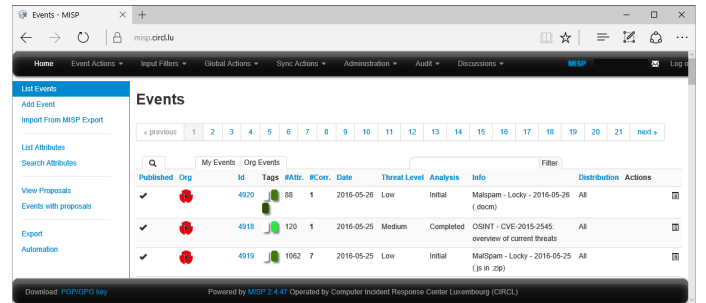 Events - MISP
misp.circl.lu
Home Event Actions Input Filters Global Actions Sync Actions Administration Audit Discussions MISP Log o
List Events
Add Event
Import From MISP Export
List Attributes
Search Attributes
View Proposals
Events with proposals
Export
Automation
Events
« previous 1 2 3 4 5 6 7 8 9 10 11 12 13 14 15 16 17 18 19 20 21 next »
My Events Org Events Filter
Published Org Id Tags #Attr. #Corr. Date Threat Level Analysis Info Distribution Actions
4920 88 1 2016-05-26 Low Initial Malspam - Locky - 2016-05-26 All
(.docm)
4918 120 1 2016-05-25 Medium Completed OSINT - CVE-2015-2545: All
overview of current threats
4919 1062 7 2016-05-25 Low Initial MalSpam - Locky - 2016-05-25 All
(.js in .zip)
Download: PGP/GPG key Powered by MISP 2.4.47 Operated by Computer Incident Response Center Luxembourg (CIRCL)